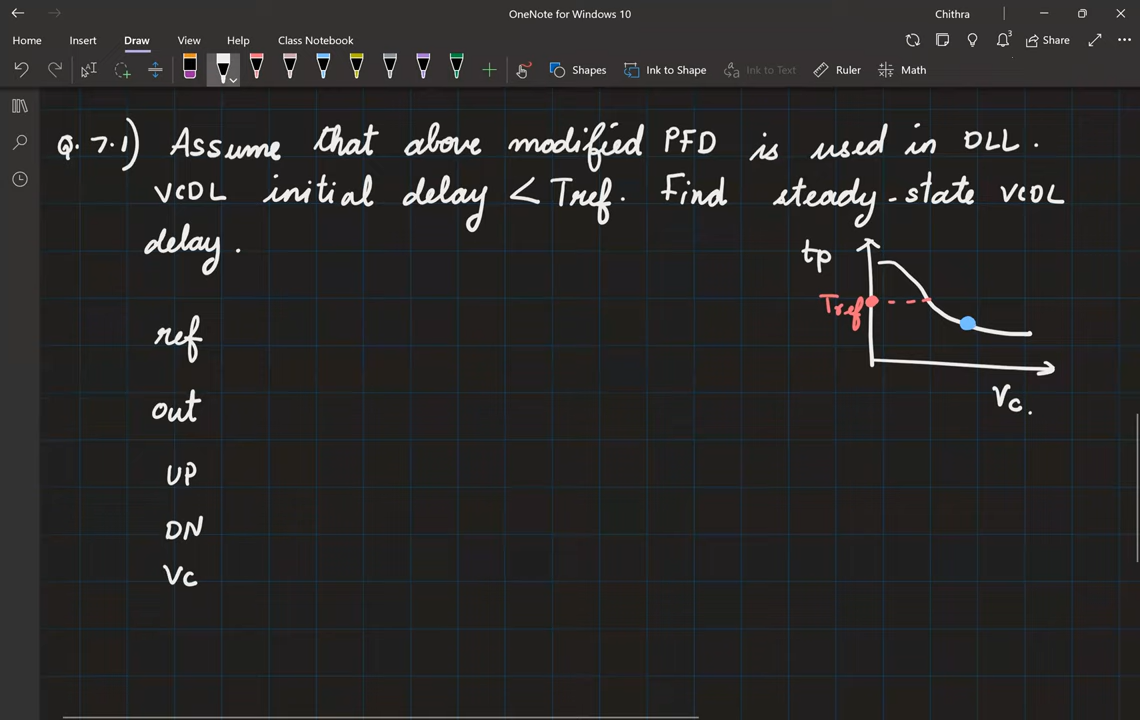 OneNote for Windows 10
Chithra
Home Insert Draw View Help Class Notebook
3
Share
Shapes Ink to Shape Ink to Text Ruler Math
Q.7.1) Assume that above modified PFD is used in DLL.
VCDL initial delay < Tref. Find steady-state VCDL
delay.
tp
Tref
Vc.
ref
out
UP
DN
Vc